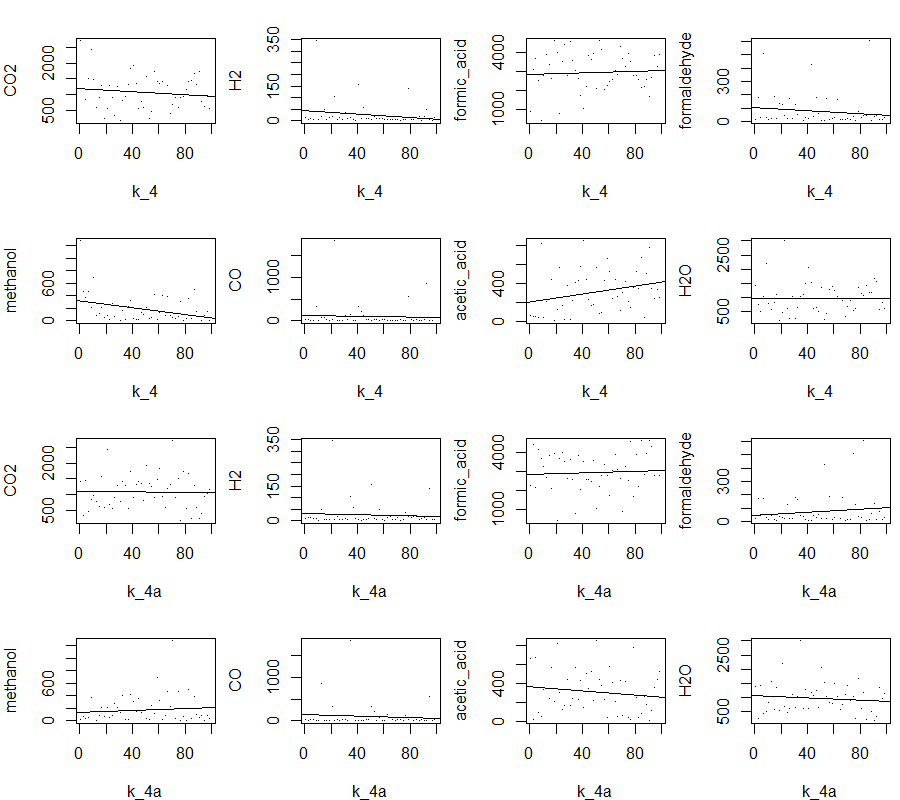 CO2 500 2000 0 40 80 k_4
H2 0 150 350 0 40 80 k_4
formic_acid 1000 4000 0 40 80 k_4
formaldehyde 0 300 0 40 80 k_4
methanol 0 600 0 40 80 k_4
CO 0 1000 0 40 80 k_4
acetic_acid 0 400 0 40 80 k_4
H2O 500 2500 0 40 80 k_4
CO2 500 2000 0 40 80 k_4a
H2 0 150 350 0 40 80 k_4a
formic_acid 1000 4000 0 40 80 k_4a
formaldehyde 0 300 0 40 80 k_4a
methanol 0 600 0 40 80 k_4a
CO 0 1000 0 40 80 k_4a
acetic_acid 0 400 0 40 80 k_4a
H2O 500 2500 0 40 80 k_4a